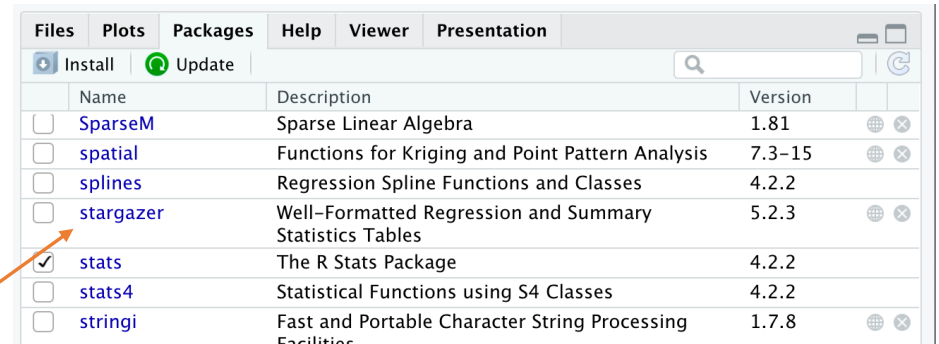 Files Plots Packages Help Viewer Presentation
Install Update
Name Description Version
SparseM Sparse Linear Algebra 1.81
spatial Functions for Kriging and Point Pattern Analysis 7.3-15
splines Regression Spline Functions and Classes 4.2.2
stargazer Well-Formatted Regression and Summary 5.2.3
Statistics Tables
stats The R Stats Package 4.2.2
stats4 Statistical Functions using S4 Classes 4.2.2
stringi Fast and Portable Character String Processing 1.7.8
Facilities